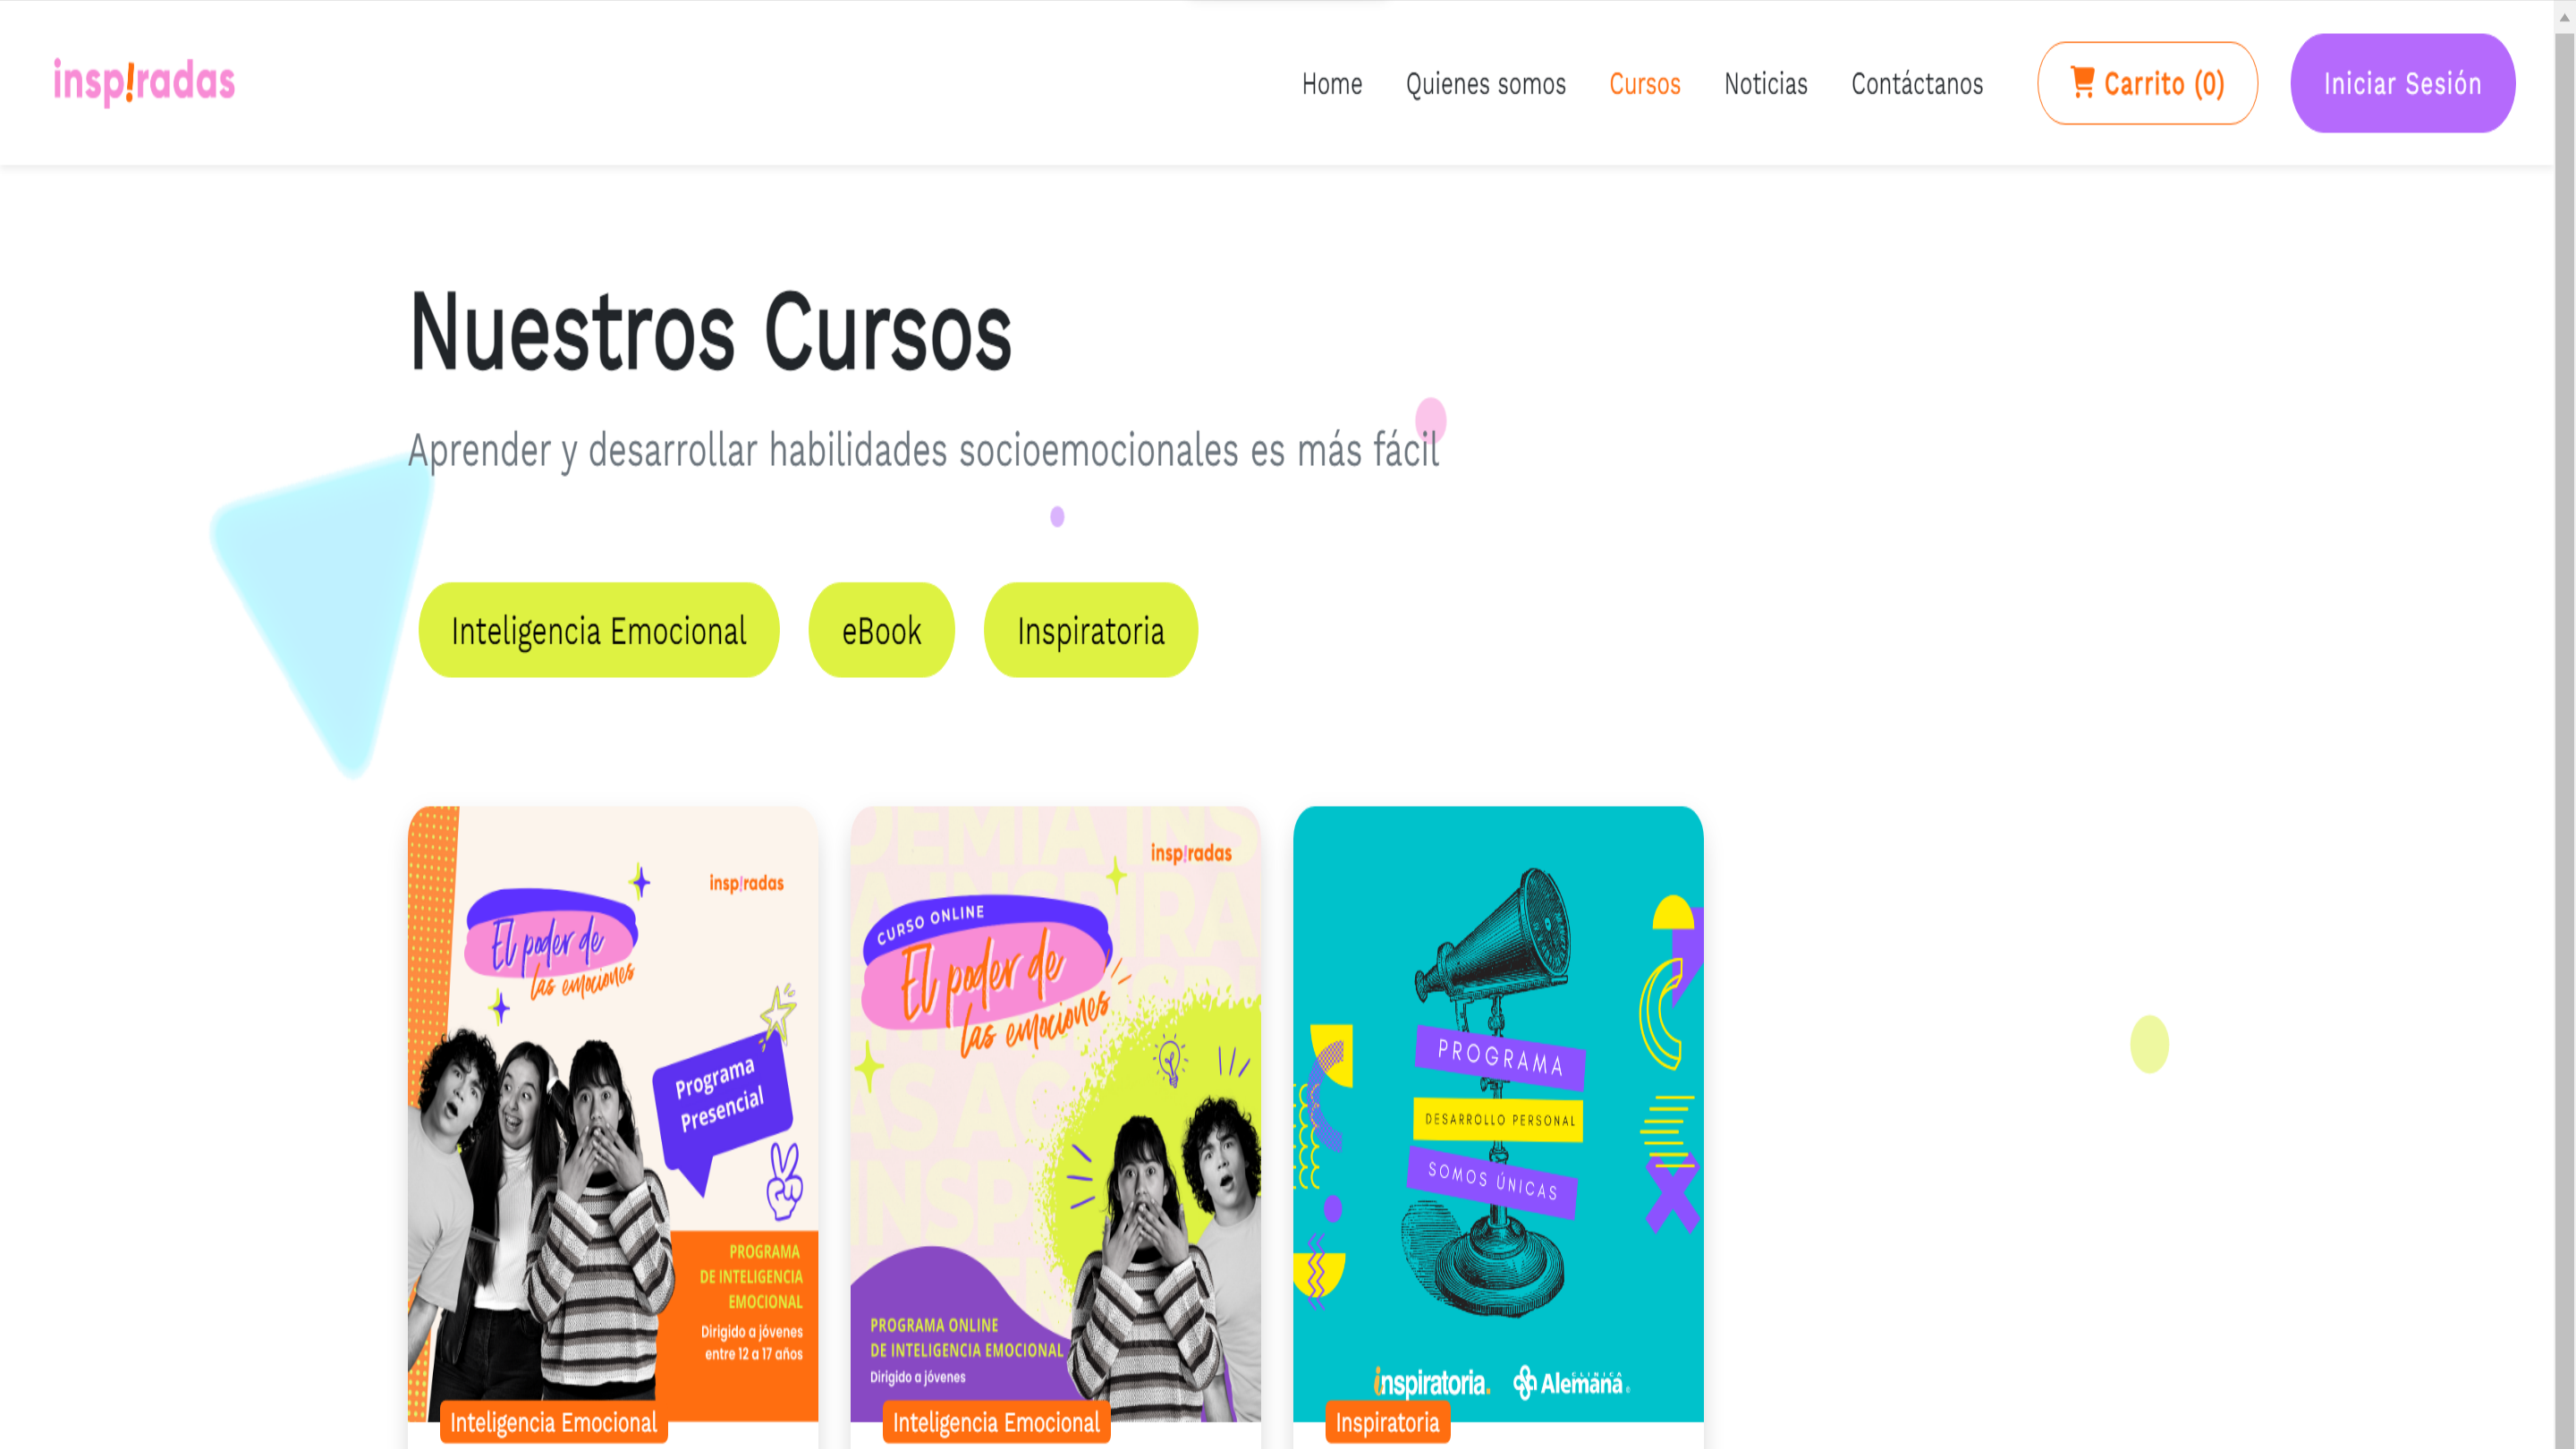 insp!radas
Home
Quienes somos
Cursos
Noticias
Contáctanos
Carrito (0)
Iniciar Sesión
Nuestros Cursos
Aprender y desarrollar habilidades socioemocionales es más fácil
Inteligencia Emocional
eBook
Inspiratoria
insp!radas
El poder de
las emociones
Programa
Presencial
PROGRAMA
DE INTELIGENCIA
EMOCIONAL
Dirigido a jóvenes
entre 12 a 17 años
Inteligencia Emocional
insp!radas
CURSO ONLINE
El poder de
las emociones
PROGRAMA ONLINE
DE INTELIGENCIA EMOCIONAL
Dirigido a jóvenes
Inteligencia Emocional
PROGRAMA
DESARROLLO PERSONAL
SOMOS ÚNICAS
inspiratoria.
CLINICA
Alemana
Inspiratoria